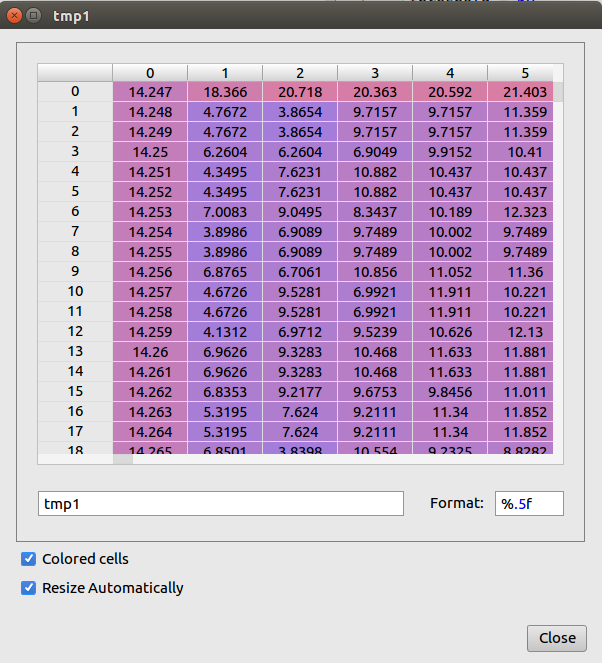 tmp1
0 1 2 3 4 5
0 14.247 18.366 20.718 20.363 20.592 21.403
1 14.248 4.7672 3.8654 9.7157 9.7157 11.359
2 14.249 4.7672 3.8654 9.7157 9.7157 11.359
3 14.25 6.2604 6.2604 6.9049 9.9152 10.41
4 14.251 4.3495 7.6231 10.882 10.437 10.437
5 14.252 4.3495 7.6231 10.882 10.437 10.437
6 14.253 7.0083 9.0495 8.3437 10.189 12.323
7 14.254 3.8986 6.9089 9.7489 10.002 9.7489
8 14.255 3.8986 6.9089 9.7489 10.002 9.7489
9 14.256 6.8765 6.7061 10.856 11.052 11.36
10 14.257 4.6726 9.5281 6.9921 11.911 10.221
11 14.258 4.6726 9.5281 6.9921 11.911 10.221
12 14.259 4.1312 6.9712 9.5239 10.626 12.13
13 14.26 6.9626 9.3283 10.468 11.633 11.881
14 14.261 6.9626 9.3283 10.468 11.633 11.881
15 14.262 6.8353 9.2177 9.6753 9.8456 11.011
16 14.263 5.3195 7.624 9.2111 11.34 11.852
17 14.264 5.3195 7.624 9.2111 11.34 11.852
18 14.265 6.8501 3.8398 10.554 9.2325 8.8282
tmp1 Format: %.5f
Colored cells
Resize Automatically
Close